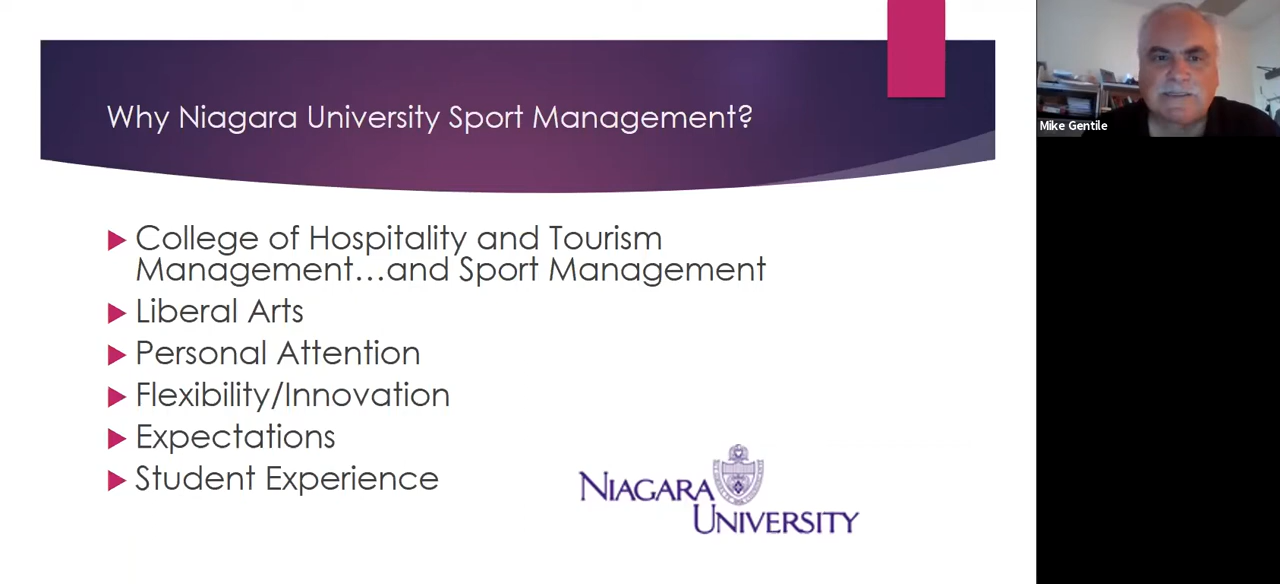 Why Niagara University Sport Management?
College of Hospitality and Tourism
Management...and Sport Management
Liberal Arts
Personal Attention
Flexibility/Innovation
Expectations
Student Experience
NIAGARA
UNIVERSITY
Mike Gentile